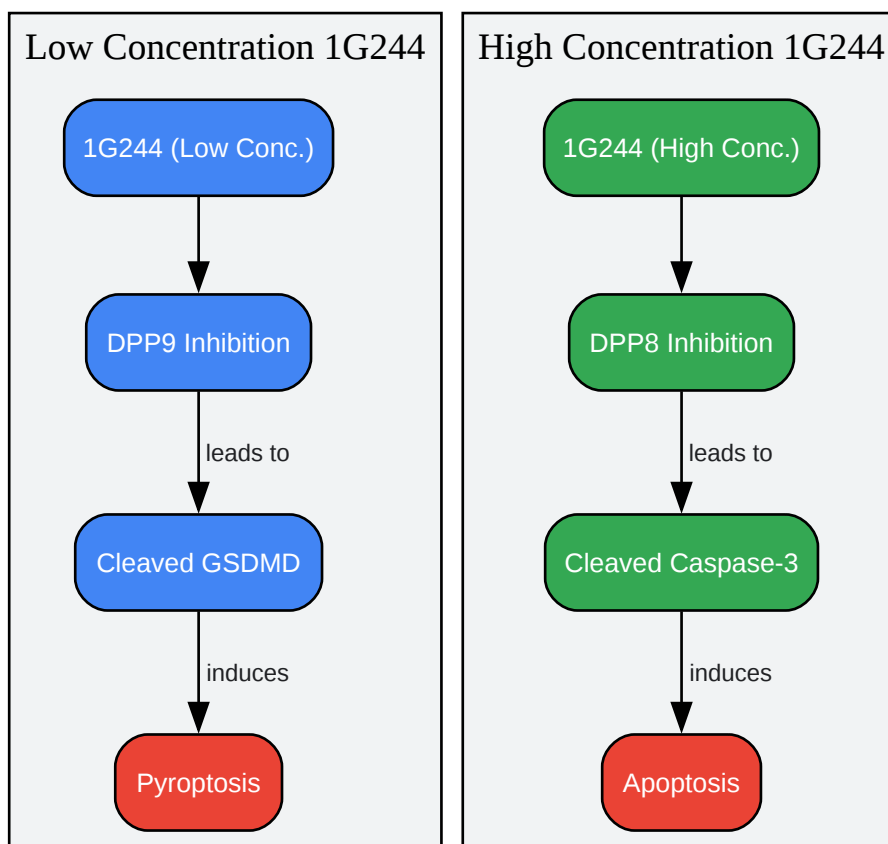 Low Concentration 1G244
1G244 (Low Conc.)
DPP9 Inhibition
leads to
Cleaved GSDMD
induces
Pyroptosis
High Concentration 1G244
1G244 (High Conc.)
DPP8 Inhibition
leads to
Cleaved Caspase-3
induces
Apoptosis